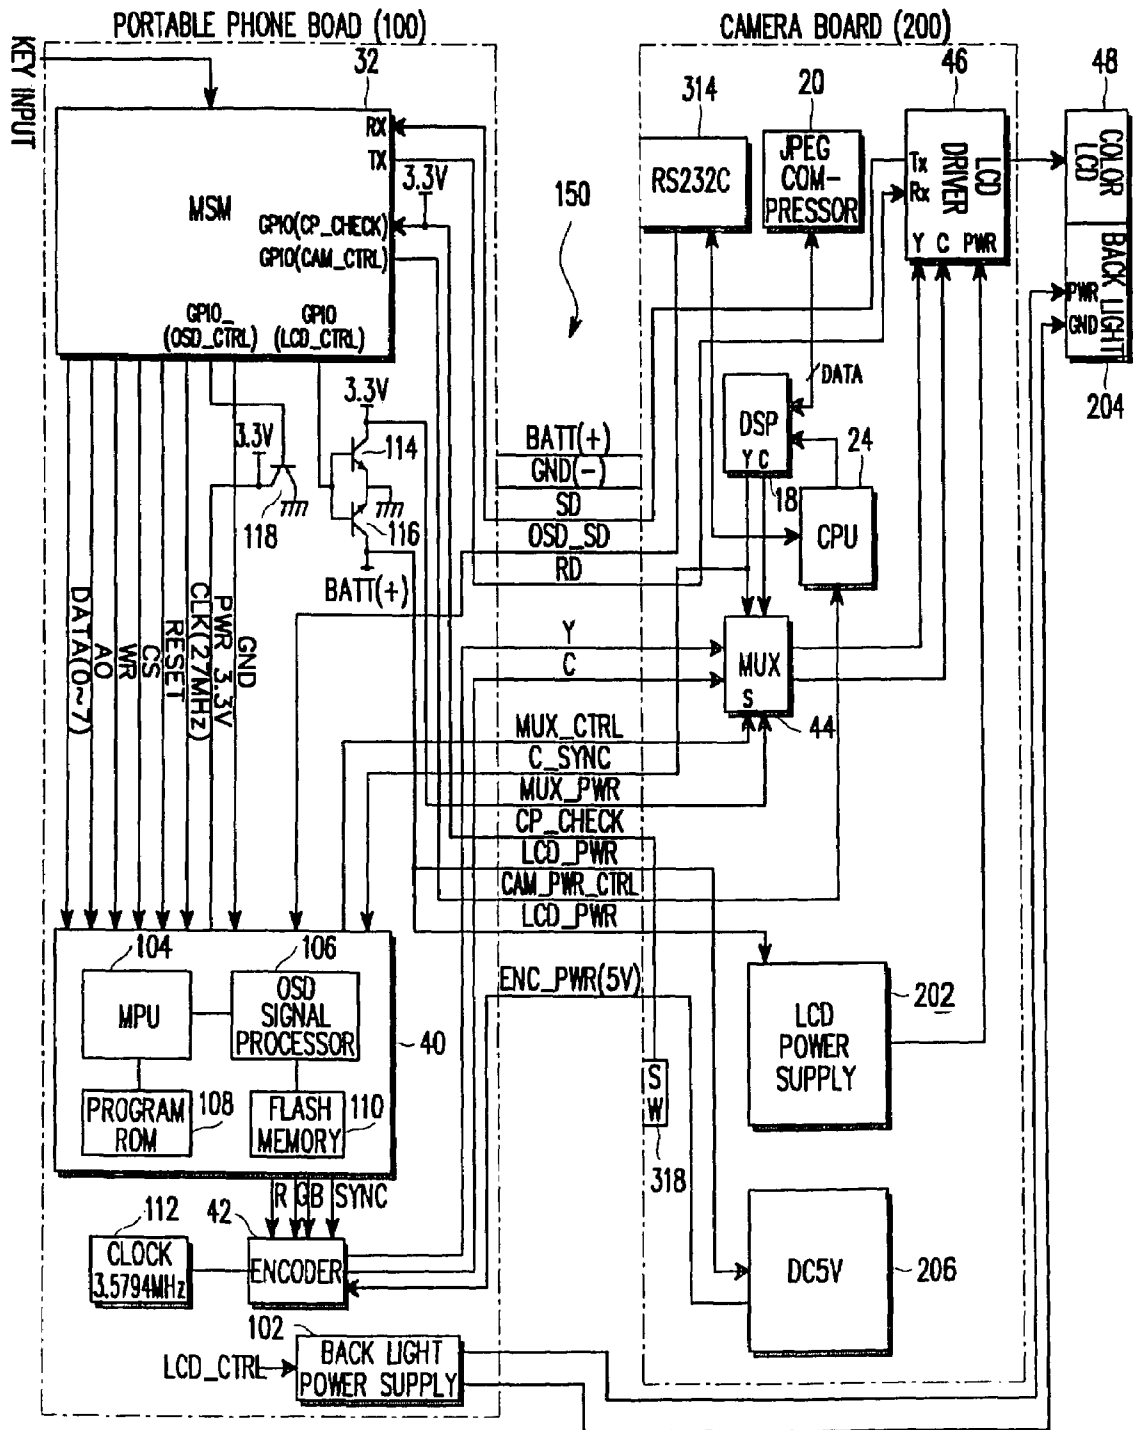 PORTABLE PHONE BOAD (100)
CAMERA BOARD (200)
KEY INPUT
32
RX
TX
3.3V
MSM
GPIO(CP_CHECK)
GPIO(CAM_CTRL)
GPIO_
(OSD_CTRL)
GPIO
(LCD_CTRL)
150
314
RS232C
20
JPEG
COM-
PRESSOR
46
Tx
Rx
LCD
DRIVER
Y C PWR
48
COLOR
LCD
BACK LIGHT
PWR
GND
204
DATA
DSP
Y C
18
24
CPU
3.3V
118
3.3V
114
116
BATT(+)
BATT(+)
GND(-)
SD
OSD_SD
RD
Y
C
MUX
S
44
MUX_CTRL
C_SYNC
MUX_PWR
CP_CHECK
LCD_PWR
CAM_PWR_CTRL
LCD_PWR
ENC_PWR(5V)
DATA(0~7)
AO
WR
CS
RESET
CLK(27MHz)
PWR 3.3V
GND
104
MPU
106
OSD
SIGNAL
PROCESSOR
40
PROGRAM
ROM
108
FLASH
MEMORY
110
R G B SYNC
112
CLOCK
3.5794MHz
42
ENCODER
102
LCD_CTRL
BACK LIGHT
POWER SUPPLY
LCD
POWER
SUPPLY
202
S
W
318
DC5V
206